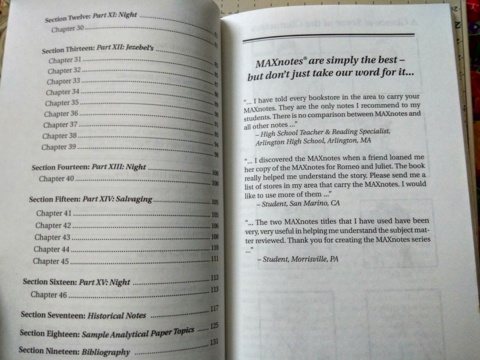 Section Twelve: Part XI: Night
Chapter 30
Section Thirteen: Part XII: Jezebel's
Chapter 31
Chapter 32
Chapter 33
Chapter 34
Chapter 35
Chapter 36
Chapter 37
Chapter 38
Chapter 39
Section Fourteen: Part XIII: Night
Chapter 40
Section Fifteen: Part XIV: Salvaging
Chapter 41
Chapter 42
Chapter 43
Chapter 44
Chapter 45 111
Section Sixteen: Part XV: Night 113
Chapter 46 113
Section Seventeen: Historical Notes 117
Section Eighteen: Sample Analytical Paper Topics 125
Section Nineteen: Bibliography 131
MAXnotes® are simply the best –
but don't just take our word for it...
"... I have told every bookstore in the area to carry your
MAXnotes. They are the only notes I recommend to my
students. There is no comparison between MAXnotes and
all other notes ..."
– High School Teacher & Reading Specialist,
Arlington High School, Arlington, MA
"... I discovered the MAXnotes when a friend loaned me
her copy of the MAXnotes for Romeo and Juliet. The book
really helped me understand the story. Please send me a
list of stores in my area that carry the MAXnotes. I would
like to use more of them ..."
– Student, San Marino, CA
"... The two MAXnotes titles that I have used have been
very, very useful in helping me understand the subject mat-
ter reviewed. Thank you for creating the MAXnotes series
..."
– Student, Morrisville, PA